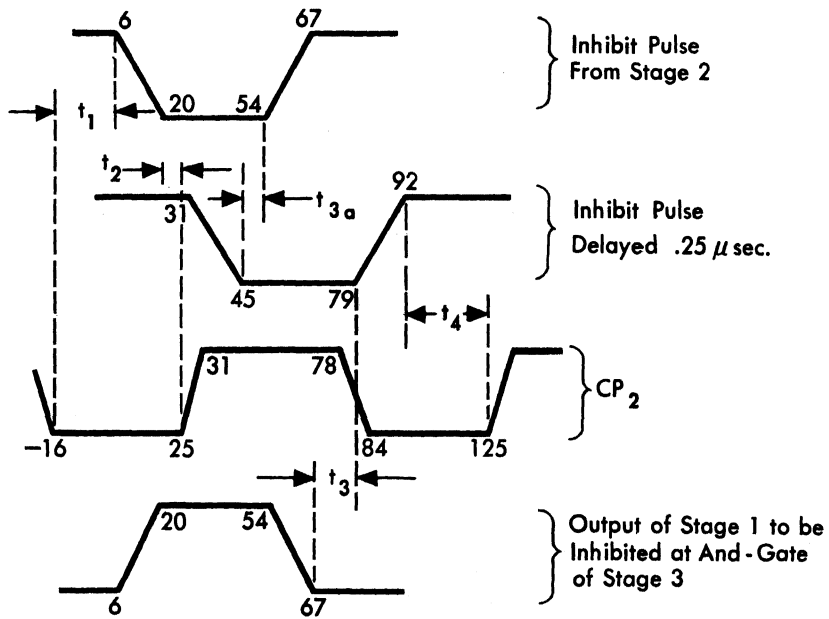 6 67
Inhibit Pulse
From Stage 2
20 54
t1
t2
92
31
t3a
Inhibit Pulse
Delayed .25 μ sec.
45 79
t4
31 78
CP2
−16 25 84 125
t3
20 54
Output of Stage 1 to be
Inhibited at And-Gate
of Stage 3
6 67